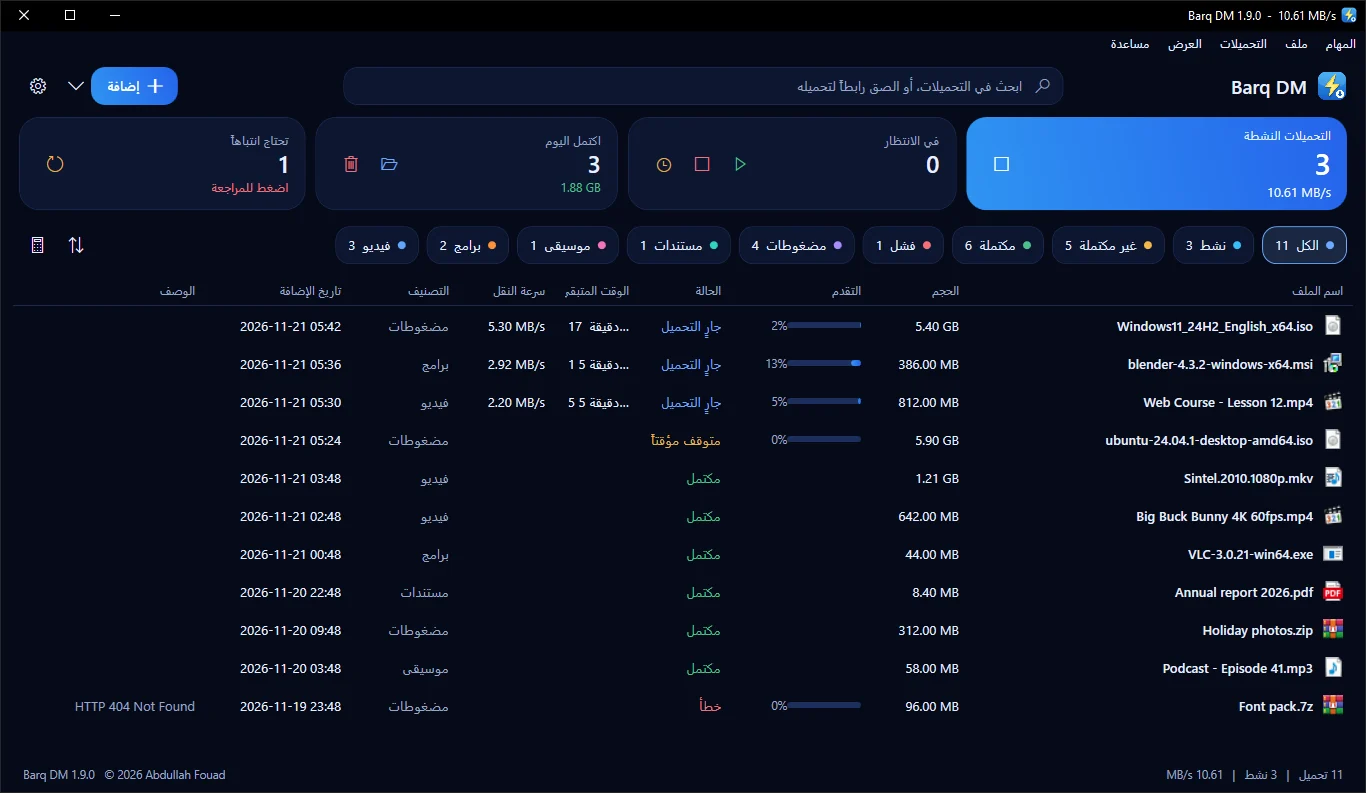 Barq DM 1.9.0 - 10.61 MB/s
المهام ملف التحميلات العرض مساعدة
Barq DM
ابحث في التحميلات، أو الصق رابطاً لتحميله
إضافة
التحميلات النشطة
3
10.61 MB/s
في الانتظار
0
اكتمل اليوم
3
1.88 GB
تحتاج انتباهاً
1
اضغط للمراجعة
الكل 11
نشط 3
غير مكتملة 5
مكتملة 6
فشل 1
مضغوطات 4
مستندات 1
موسيقى 1
برامج 2
فيديو 3
اسم الملف الحجم التقدم الحالة الوقت المتبقي سرعة النقل التصنيف تاريخ الإضافة الوصف
Windows11_24H2_English_x64.iso 5.40 GB 2% جارٍ التحميل 17 دقيقة... 5.30 MB/s مضغوطات 2026-11-21 05:42
blender-4.3.2-windows-x64.msi 386.00 MB 13% جارٍ التحميل 1 دقيقة 5... 2.92 MB/s برامج 2026-11-21 05:36
Web Course - Lesson 12.mp4 812.00 MB 5% جارٍ التحميل 5 دقيقة 5... 2.20 MB/s فيديو 2026-11-21 05:30
ubuntu-24.04.1-desktop-amd64.iso 5.90 GB 0% متوقف مؤقتاً مضغوطات 2026-11-21 05:24
Sintel.2010.1080p.mkv 1.21 GB مكتمل فيديو 2026-11-21 03:48
Big Buck Bunny 4K 60fps.mp4 642.00 MB مكتمل فيديو 2026-11-21 02:48
VLC-3.0.21-win64.exe 44.00 MB مكتمل برامج 2026-11-21 00:48
Annual report 2026.pdf 8.40 MB مكتمل مستندات 2026-11-20 22:48
Holiday photos.zip 312.00 MB مكتمل مضغوطات 2026-11-20 09:48
Podcast - Episode 41.mp3 58.00 MB مكتمل موسيقى 2026-11-20 03:48
Font pack.7z 96.00 MB 0% خطأ مضغوطات 2026-11-19 23:48 HTTP 404 Not Found
11 تحميل | 3 نشط | 10.61 MB/s
Barq DM 1.9.0 © 2026 Abdullah Fouad